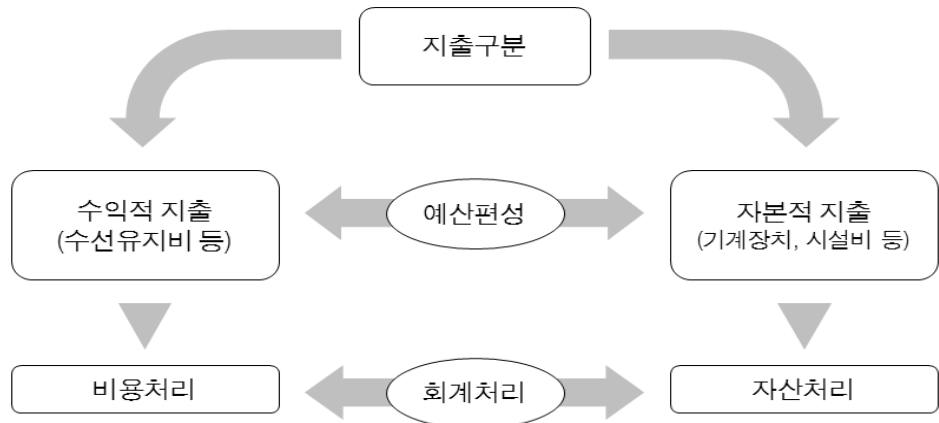 지출구분
수익적 지출
(수선유지비 등)
예산편성
자본적 지출
(기계장치, 시설비 등)
비용처리
회계처리
자산처리